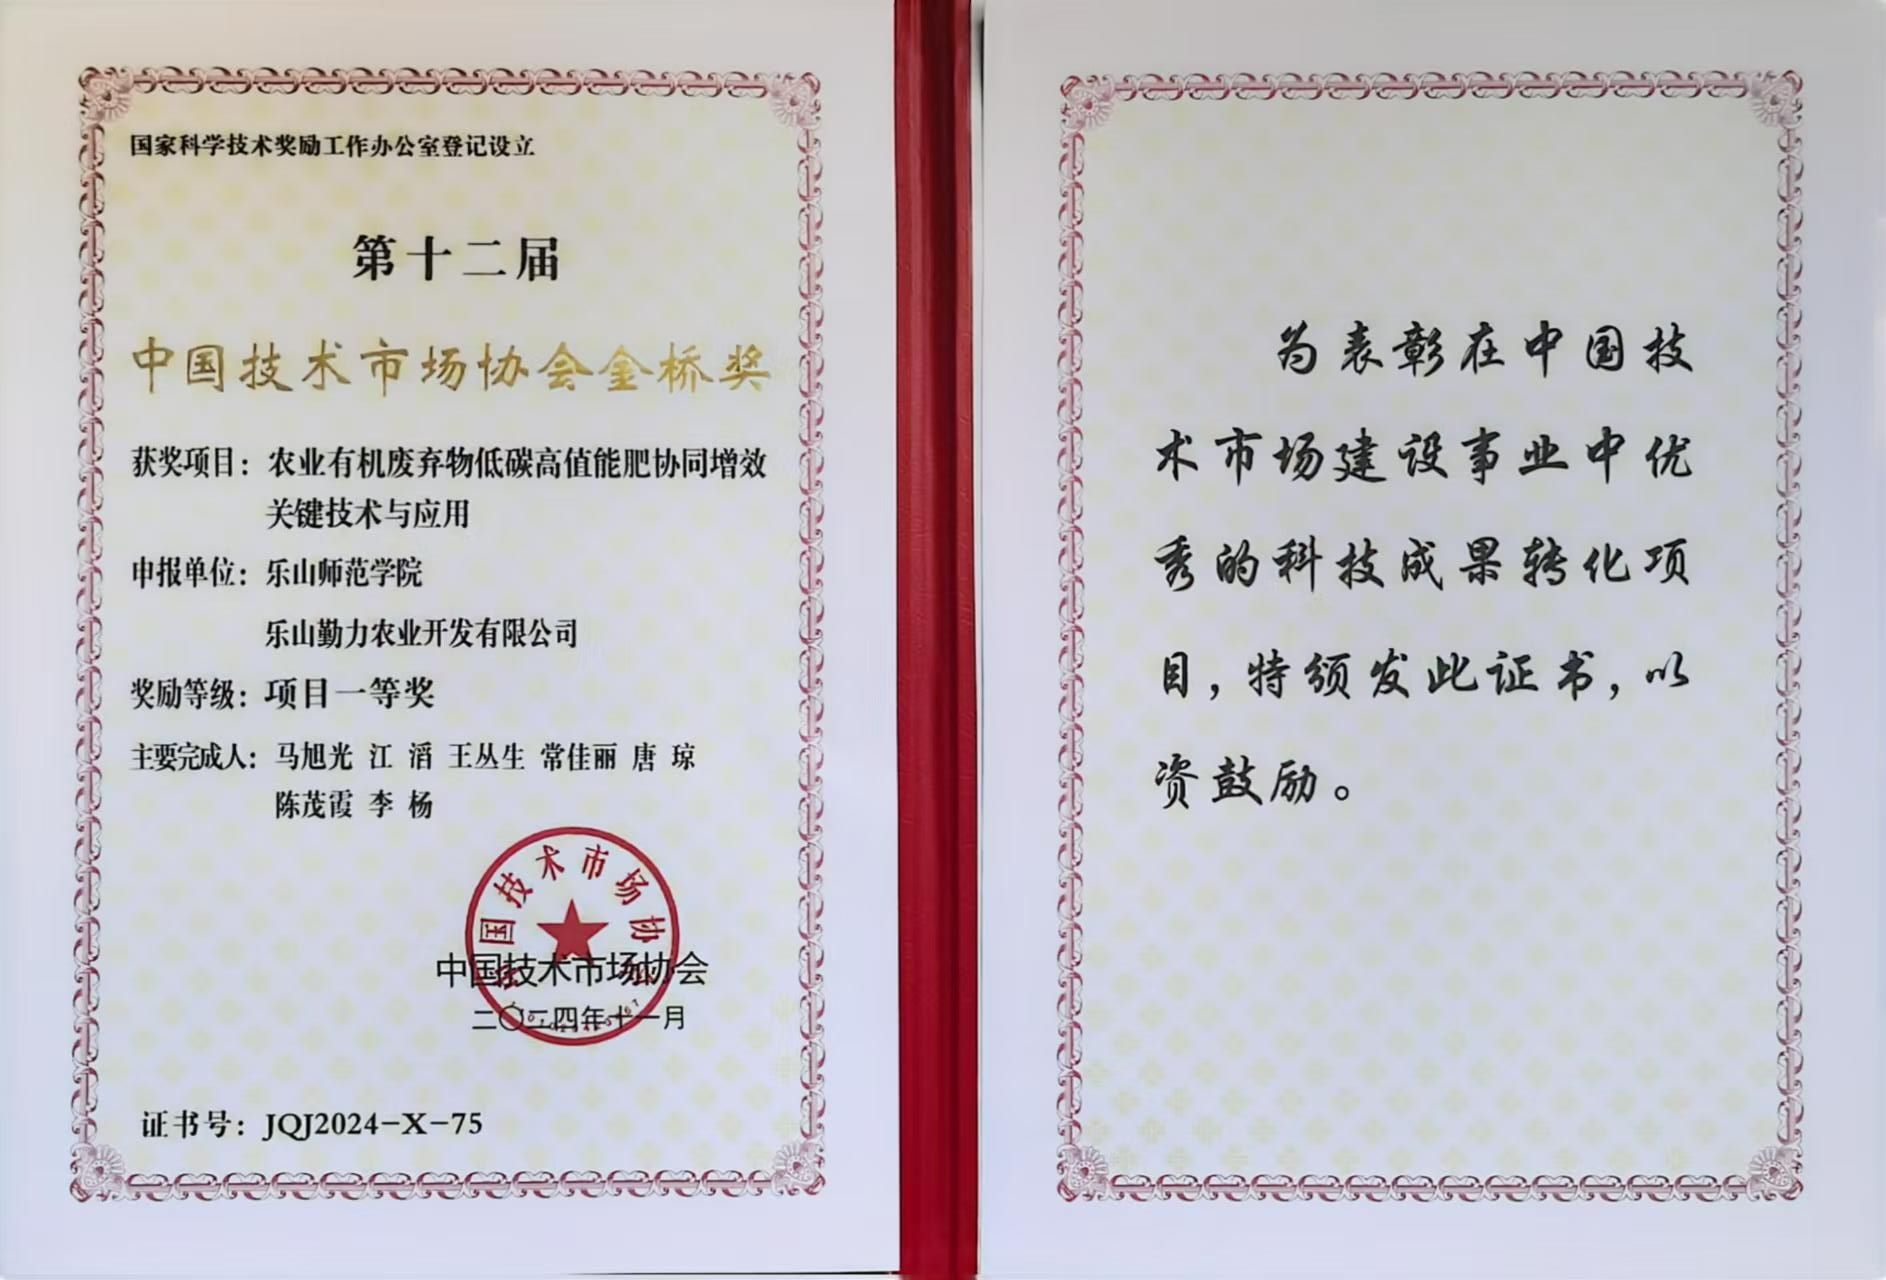 国家科学技术奖励工作办公室登记设立
第十二届
中国技术市场协会金桥奖
获奖项目：农业有机废弃物低碳高值能肥协同增效
关键技术与应用
申报单位：乐山师范学院
乐山勤力农业开发有限公司
奖励等级：项目一等奖
主要完成人：马旭光 江 滔 王丛生 常佳丽 唐 琼
陈茂霞 李 杨
中国技术市场协会
中国技术市场协会
二〇二四年十一月
证书号：JQJ2024-X-75
为表彰在中国技
术市场建设事业中优
秀的科技成果转化项
目，特颁发此证书，以
资鼓励。